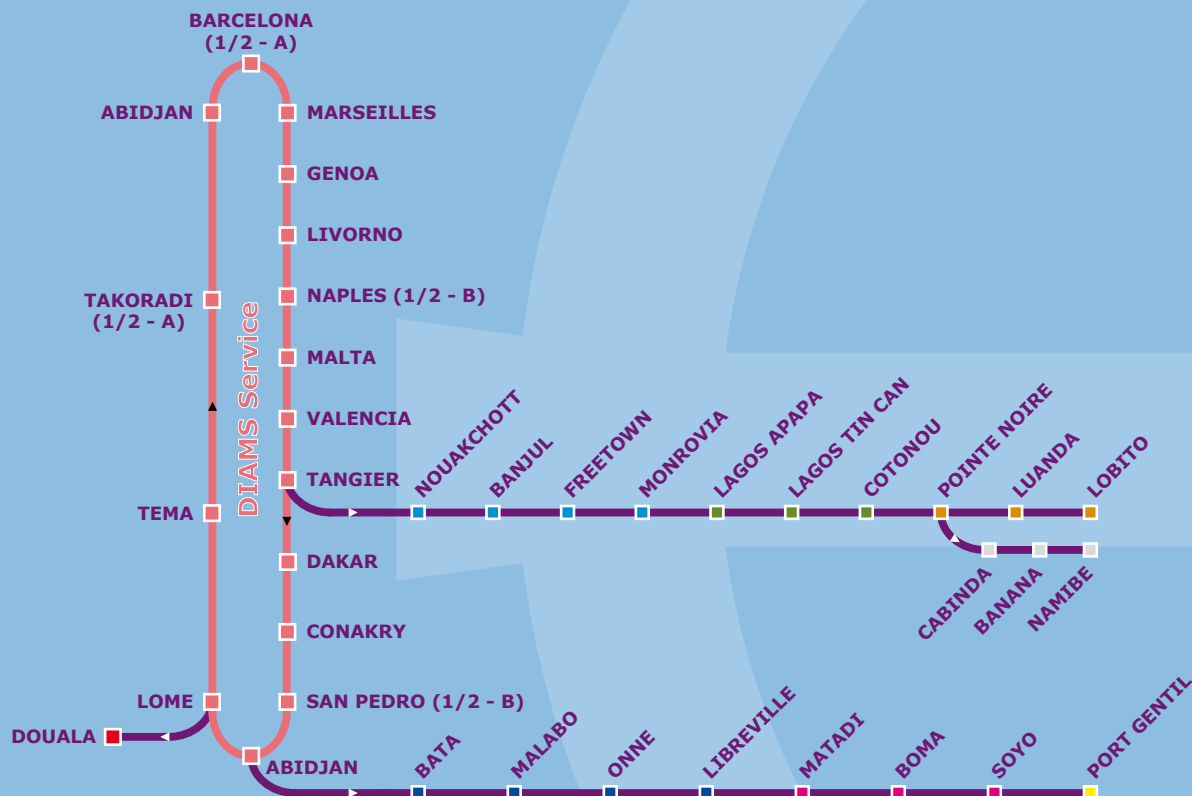 BARCELONA
(1/2 - A)
ABIDJAN
MARSEILLES
GENOA
LIVORNO
TAKORADI
(1/2 - A)
NAPLES (1/2 - B)
DIAMS Service
MALTA
VALENCIA
TANGIER
NOUAKCHOTT
BANJUL
FREETOWN
MONROVIA
LAGOS APAPA
LAGOS TIN CAN
COTONOU
POINTE NOIRE
LUANDA
LOBITO
TEMA
DAKAR
CABINDA
BANANA
NAMIBE
CONAKRY
LOME
SAN PEDRO (1/2 - B)
DOUALA
ABIDJAN
BATA
MALABO
ONNE
LIBREVILLE
MATADI
BOMA
SOYO
PORT GENTIL